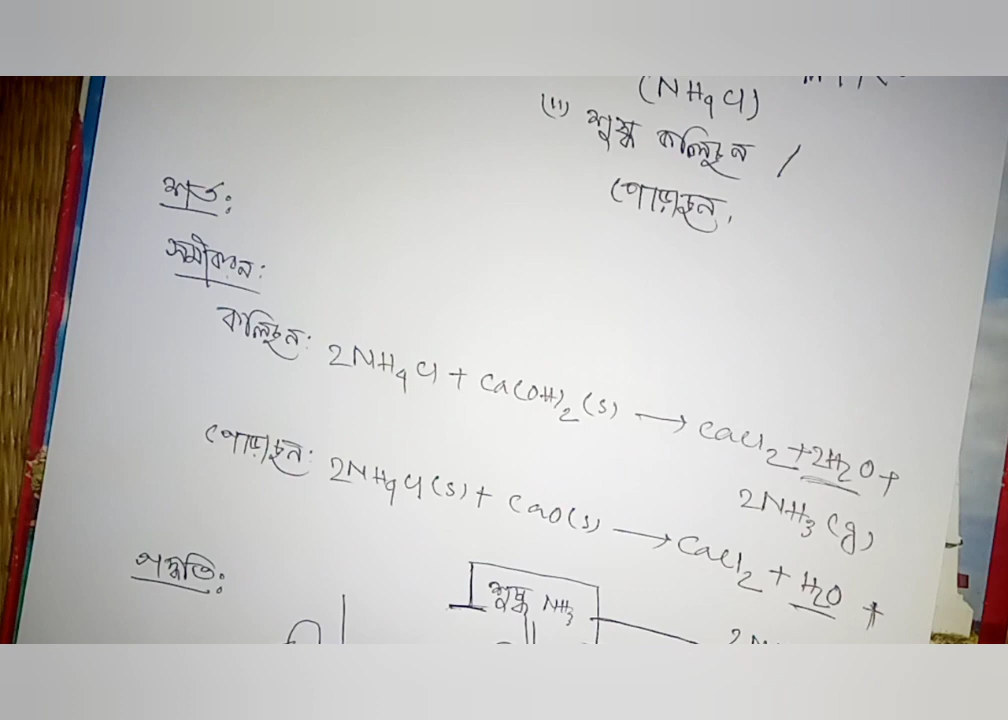 (NH4Cl)
(ii) শুষ্ক কলিচুন /
পোড়াচুন,
শর্ত:
সমীকরন:
কলিচুন: 2NH4Cl + Ca(OH)2(s) → CaCl2 + 2H2O +
2NH3(g)
পোড়াচুন: 2NH4Cl(s) + CaO(s) → CaCl2 + H2O +
পদ্ধতি:
শুষ্ক NH3